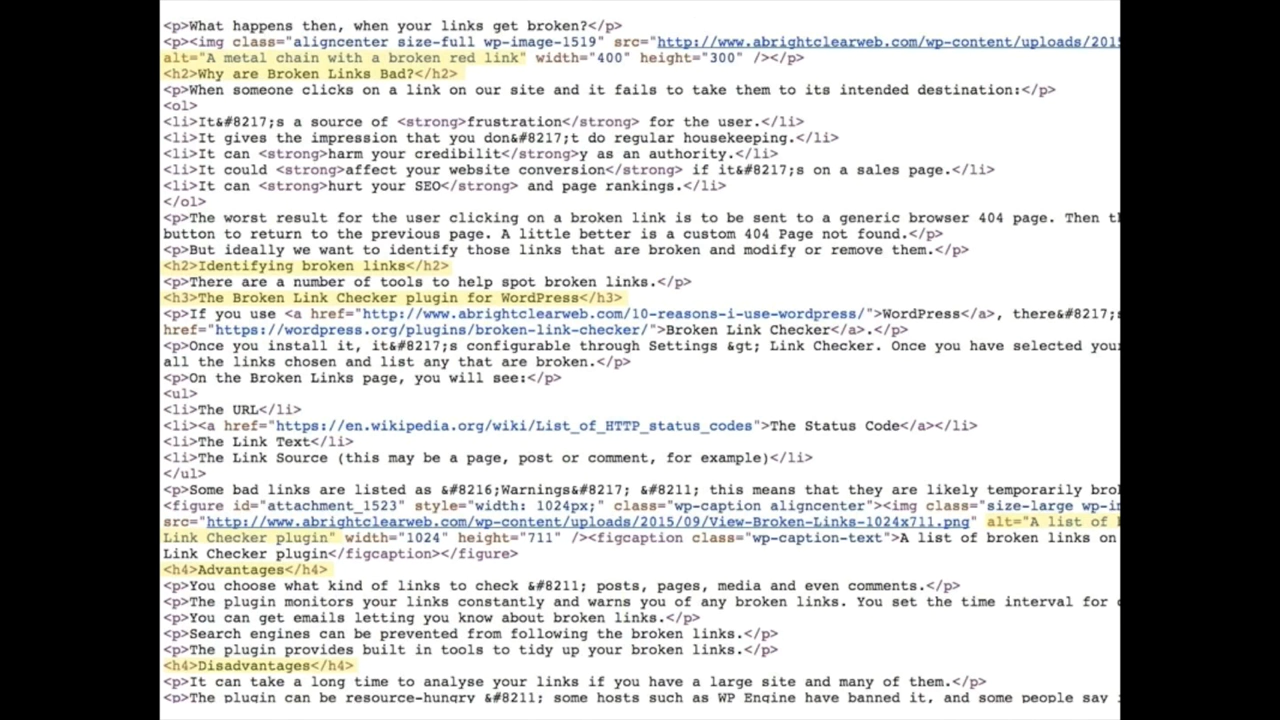 <p>What happens then, when your links get broken?</p>
<p><img class="aligncenter size-full wp-image-1519" src="http://www.abrightclearweb.com/wp-content/uploads/201
alt="A metal chain with a broken red link" width="400" height="300" /></p>
<h2>Why are Broken Links Bad?</h2>
<p>When someone clicks on a link on our site and it fails to take them to its intended destination:</p>
<ol>
<li>It&#8217;s a source of <strong>frustration</strong> for the user.</li>
<li>It gives the impression that you don&#8217;t do regular housekeeping.</li>
<li>It can <strong>harm your credibilit</strong>y as an authority.</li>
<li>It could <strong>affect your website conversion</strong> if it&#8217;s on a sales page.</li>
<li>It can <strong>hurt your SEO</strong> and page rankings.</li>
</ol>
<p>The worst result for the user clicking on a broken link is to be sent to a generic browser 404 page. Then
button to return to the previous page. A little better is a custom 404 Page not found.</p>
<p>But ideally we want to identify those links that are broken and modify or remove them.</p>
<h2>Identifying broken links</h2>
<p>There are a number of tools to help spot broken links.</p>
<h3>The Broken Link Checker plugin for WordPress</h3>
<p>If you use <a href="http://www.abrightclearweb.com/10-reasons-i-use-wordpress/">WordPress</a>, there&#8217;s
href="https://wordpress.org/plugins/broken-link-checker/">Broken Link Checker</a>.</p>
<p>Once you install it, it&#8217;s configurable through Settings &gt; Link Checker. Once you have selected
all the links chosen and list any that are broken.</p>
<p>On the Broken Links page, you will see:</p>
<ul>
<li>The URL</li>
<li><a href="https://en.wikipedia.org/wiki/List_of_HTTP_status_codes">The Status Code</a></li>
<li>The Link Text</li>
<li>The Link Source (this may be a page, post or comment, for example)</li>
</ul>
<p>Some bad links are listed as &#8216;Warnings&#8217; &#8211; this means that they are likely temporarily
<figure id="attachment_1523" style="width: 1024px;" class="wp-caption aligncenter"><img class="size-large
src="http://www.abrightclearweb.com/wp-content/uploads/2015/09/View-Broken-Links-1024x711.png" alt="A list of
Link Checker plugin" width="1024" height="711" /><figcaption class="wp-caption-text">A list of broken links on
Link Checker plugin</figcaption></figure>
<h4>Advantages</h4>
<p>You choose what kind of links to check &#8211; posts, pages, media and even comments.</p>
<p>The plugin monitors your links constantly and warns you of any broken links. You set the time interval for
<p>You can get emails letting you know about broken links.</p>
<p>Search engines can be prevented from following the broken links.</p>
<p>The plugin provides built in tools to tidy up your broken links.</p>
<h4>Disadvantages</h4>
<p>It can take a long time to analyse your links if you have a large site and many of them.</p>
<p>The plugin can be resource-hungry &#8211; some hosts such as WP Engine have banned it, and some people say